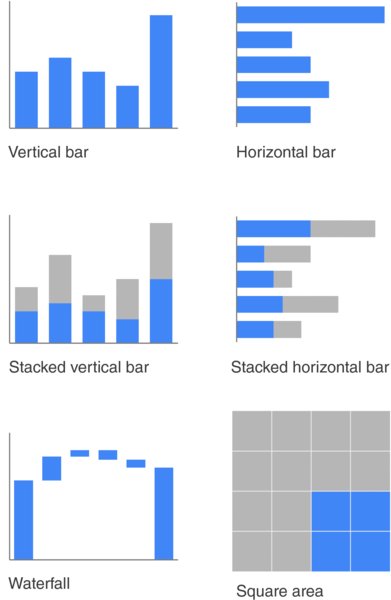 Vertical bar
Horizontal bar
Stacked vertical bar
Stacked horizontal bar
Waterfall
Square area